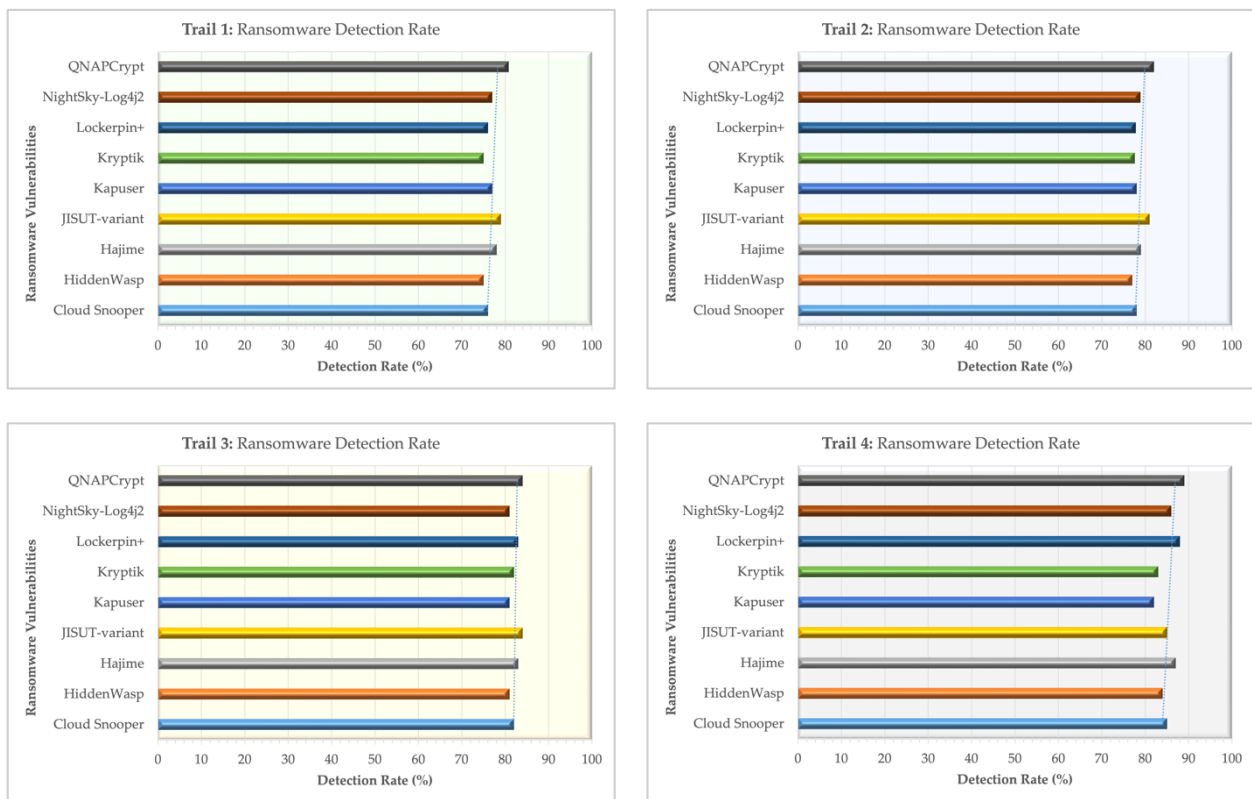 Trail 1: Ransomware Detection Rate
Ransomware Vulnerabilities
QNAPCrypt
NightSky-Log4j2
Lockerpin+
Kryptik
Kapuser
JISUT-variant
Hajime
HiddenWasp
Cloud Snooper
0 10 20 30 40 50 60 70 80 90 100
Detection Rate (%)
Trail 2: Ransomware Detection Rate
Ransomware Vulnerabilities
QNAPCrypt
NightSky-Log4j2
Lockerpin+
Kryptik
Kapuser
JISUT-variant
Hajime
HiddenWasp
Cloud Snooper
0 10 20 30 40 50 60 70 80 90 100
Detection Rate (%)
Trail 3: Ransomware Detection Rate
Ransomware Vulnerabilities
QNAPCrypt
NightSky-Log4j2
Lockerpin+
Kryptik
Kapuser
JISUT-variant
Hajime
HiddenWasp
Cloud Snooper
0 10 20 30 40 50 60 70 80 90 100
Detection Rate (%)
Trail 4: Ransomware Detection Rate
Ransomware Vulnerabilities
QNAPCrypt
NightSky-Log4j2
Lockerpin+
Kryptik
Kapuser
JISUT-variant
Hajime
HiddenWasp
Cloud Snooper
0 10 20 30 40 50 60 70 80 90 100
Detection Rate (%)